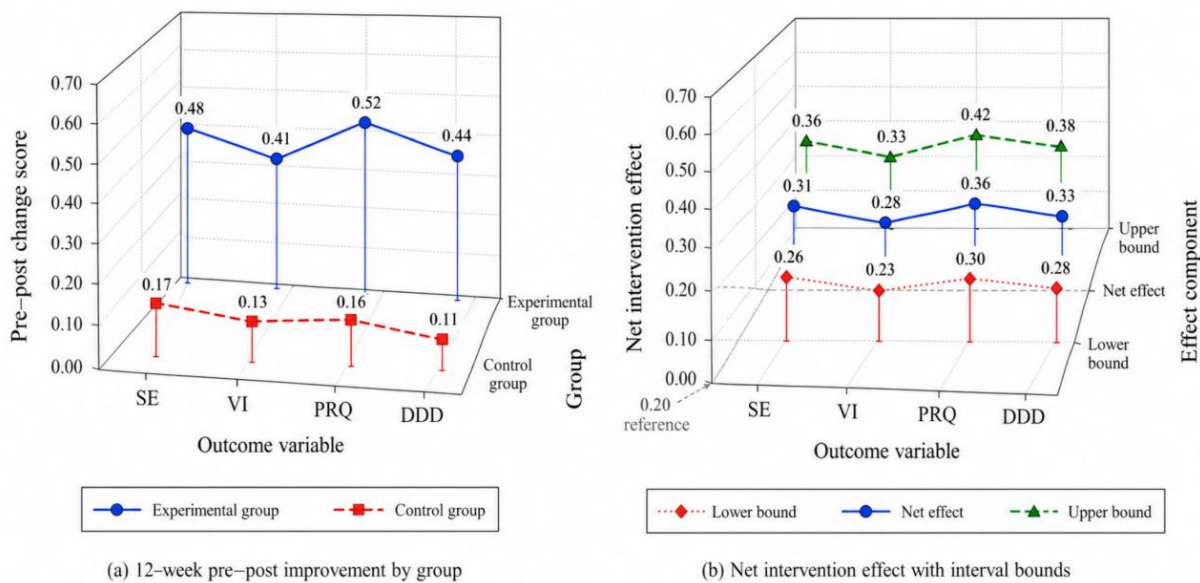 0.70
0.60
0.50
0.40
0.30
0.20
0.10
0.00
Pre–post change score
0.48
0.41
0.52
0.44
0.17
0.13
0.16
0.11
SE
VI
PRQ
DDD
Outcome variable
Experimental
group
Control
group
Group
Experimental group
Control group
(a) 12–week pre–post improvement by group
0.70
0.60
0.50
0.40
0.30
0.20
0.10
0.00
Net intervention effect
0.36
0.33
0.42
0.38
0.31
0.28
0.36
0.33
0.26
0.23
0.30
0.28
0.20
reference
SE
VI
PRQ
DDD
Outcome variable
Upper
bound
Net effect
Lower
bound
Effect component
Lower bound
Net effect
Upper bound
(b) Net intervention effect with interval bounds